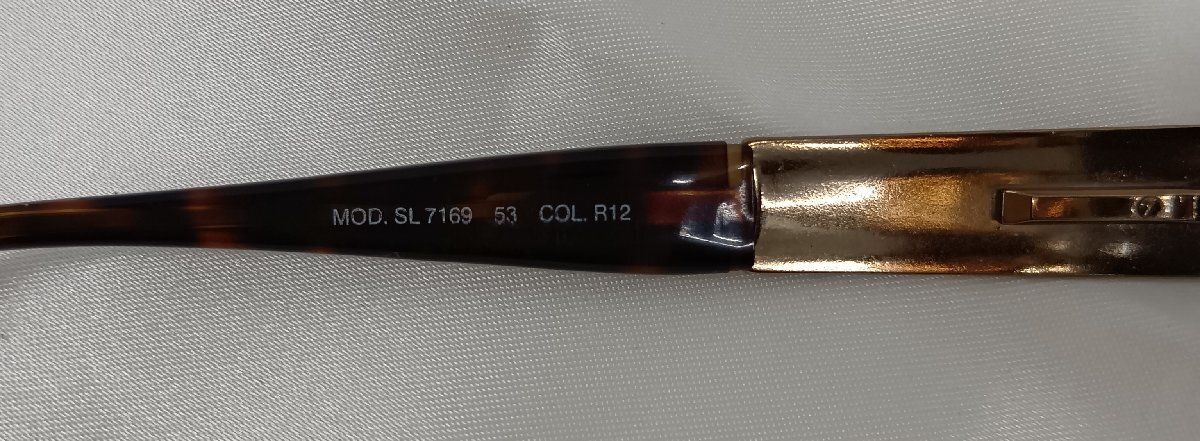 MOD. SL 7169 53 COL. R12